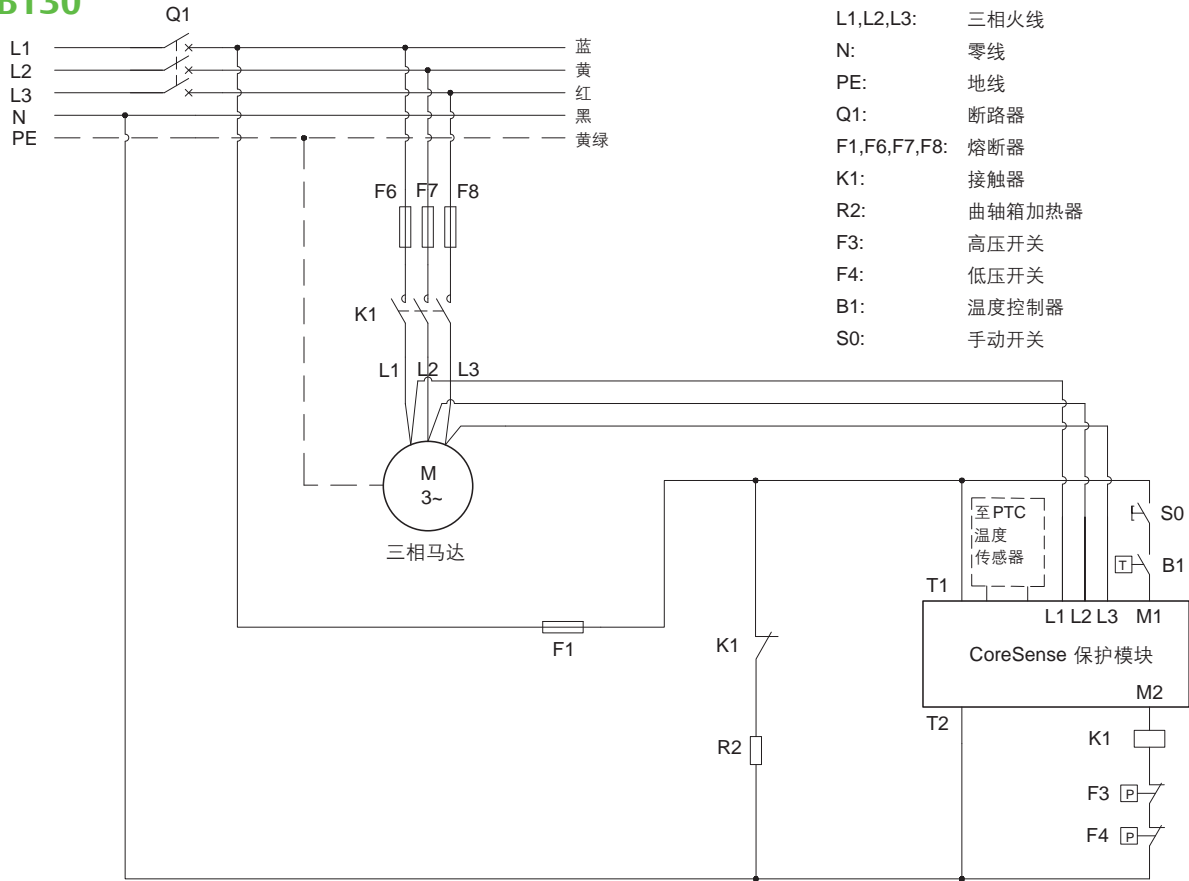 B130
Q1
L1
L2
L3
N
PE
蓝
黄
红
黑
黄绿
L1,L2,L3: 三相火线
N: 零线
PE: 地线
Q1: 断路器
F1,F6,F7,F8: 熔断器
K1: 接触器
R2: 曲轴箱加热器
F3: 高压开关
F4: 低压开关
B1: 温度控制器
S0: 手动开关
F6 F7 F8
K1
L1 L2 L3
M
3~
三相马达
F1
K1
R2
至PTC
温度
传感器
S0
T B1
T1
L1 L2 L3 M1
CoreSense 保护模块
M2
T2
K1
F3 P
F4 P